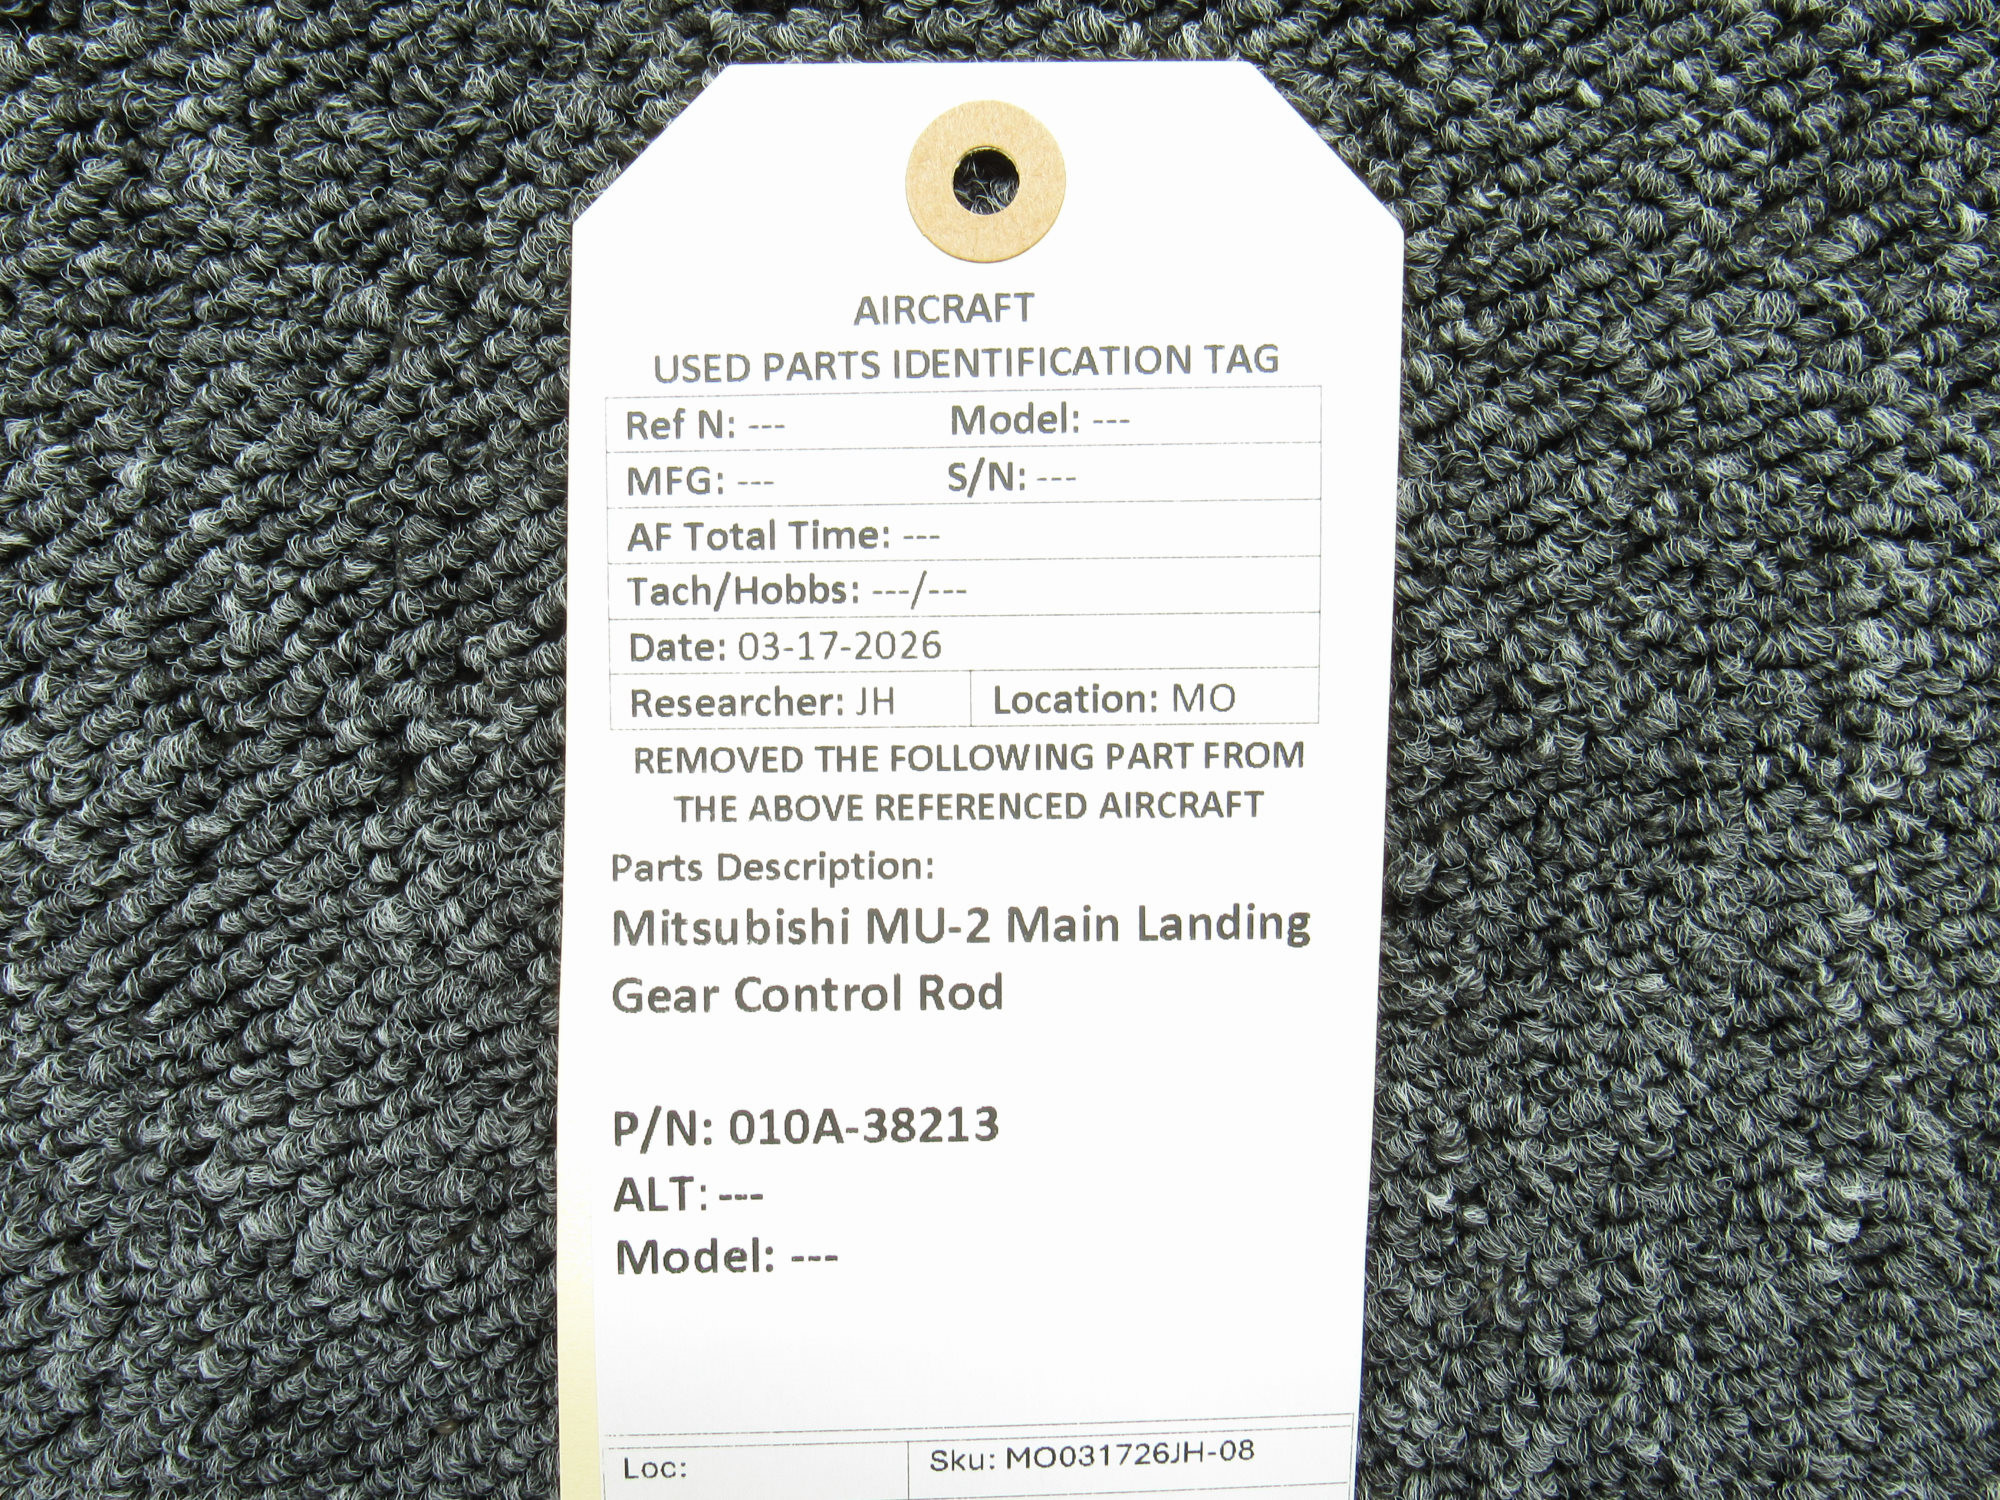 AIRCRAFT
USED PARTS IDENTIFICATION TAG
Ref N: --- Model: ---
MFG: --- S/N: ---
AF Total Time: ---
Tach/Hobbs: ---/---
Date: 03-17-2026
Researcher: JH Location: MO
REMOVED THE FOLLOWING PART FROM
THE ABOVE REFERENCED AIRCRAFT
Parts Description:
Mitsubishi MU-2 Main Landing
Gear Control Rod
P/N: 010A-38213
ALT: ---
Model: ---
Loc: Sku: MO031726JH-08